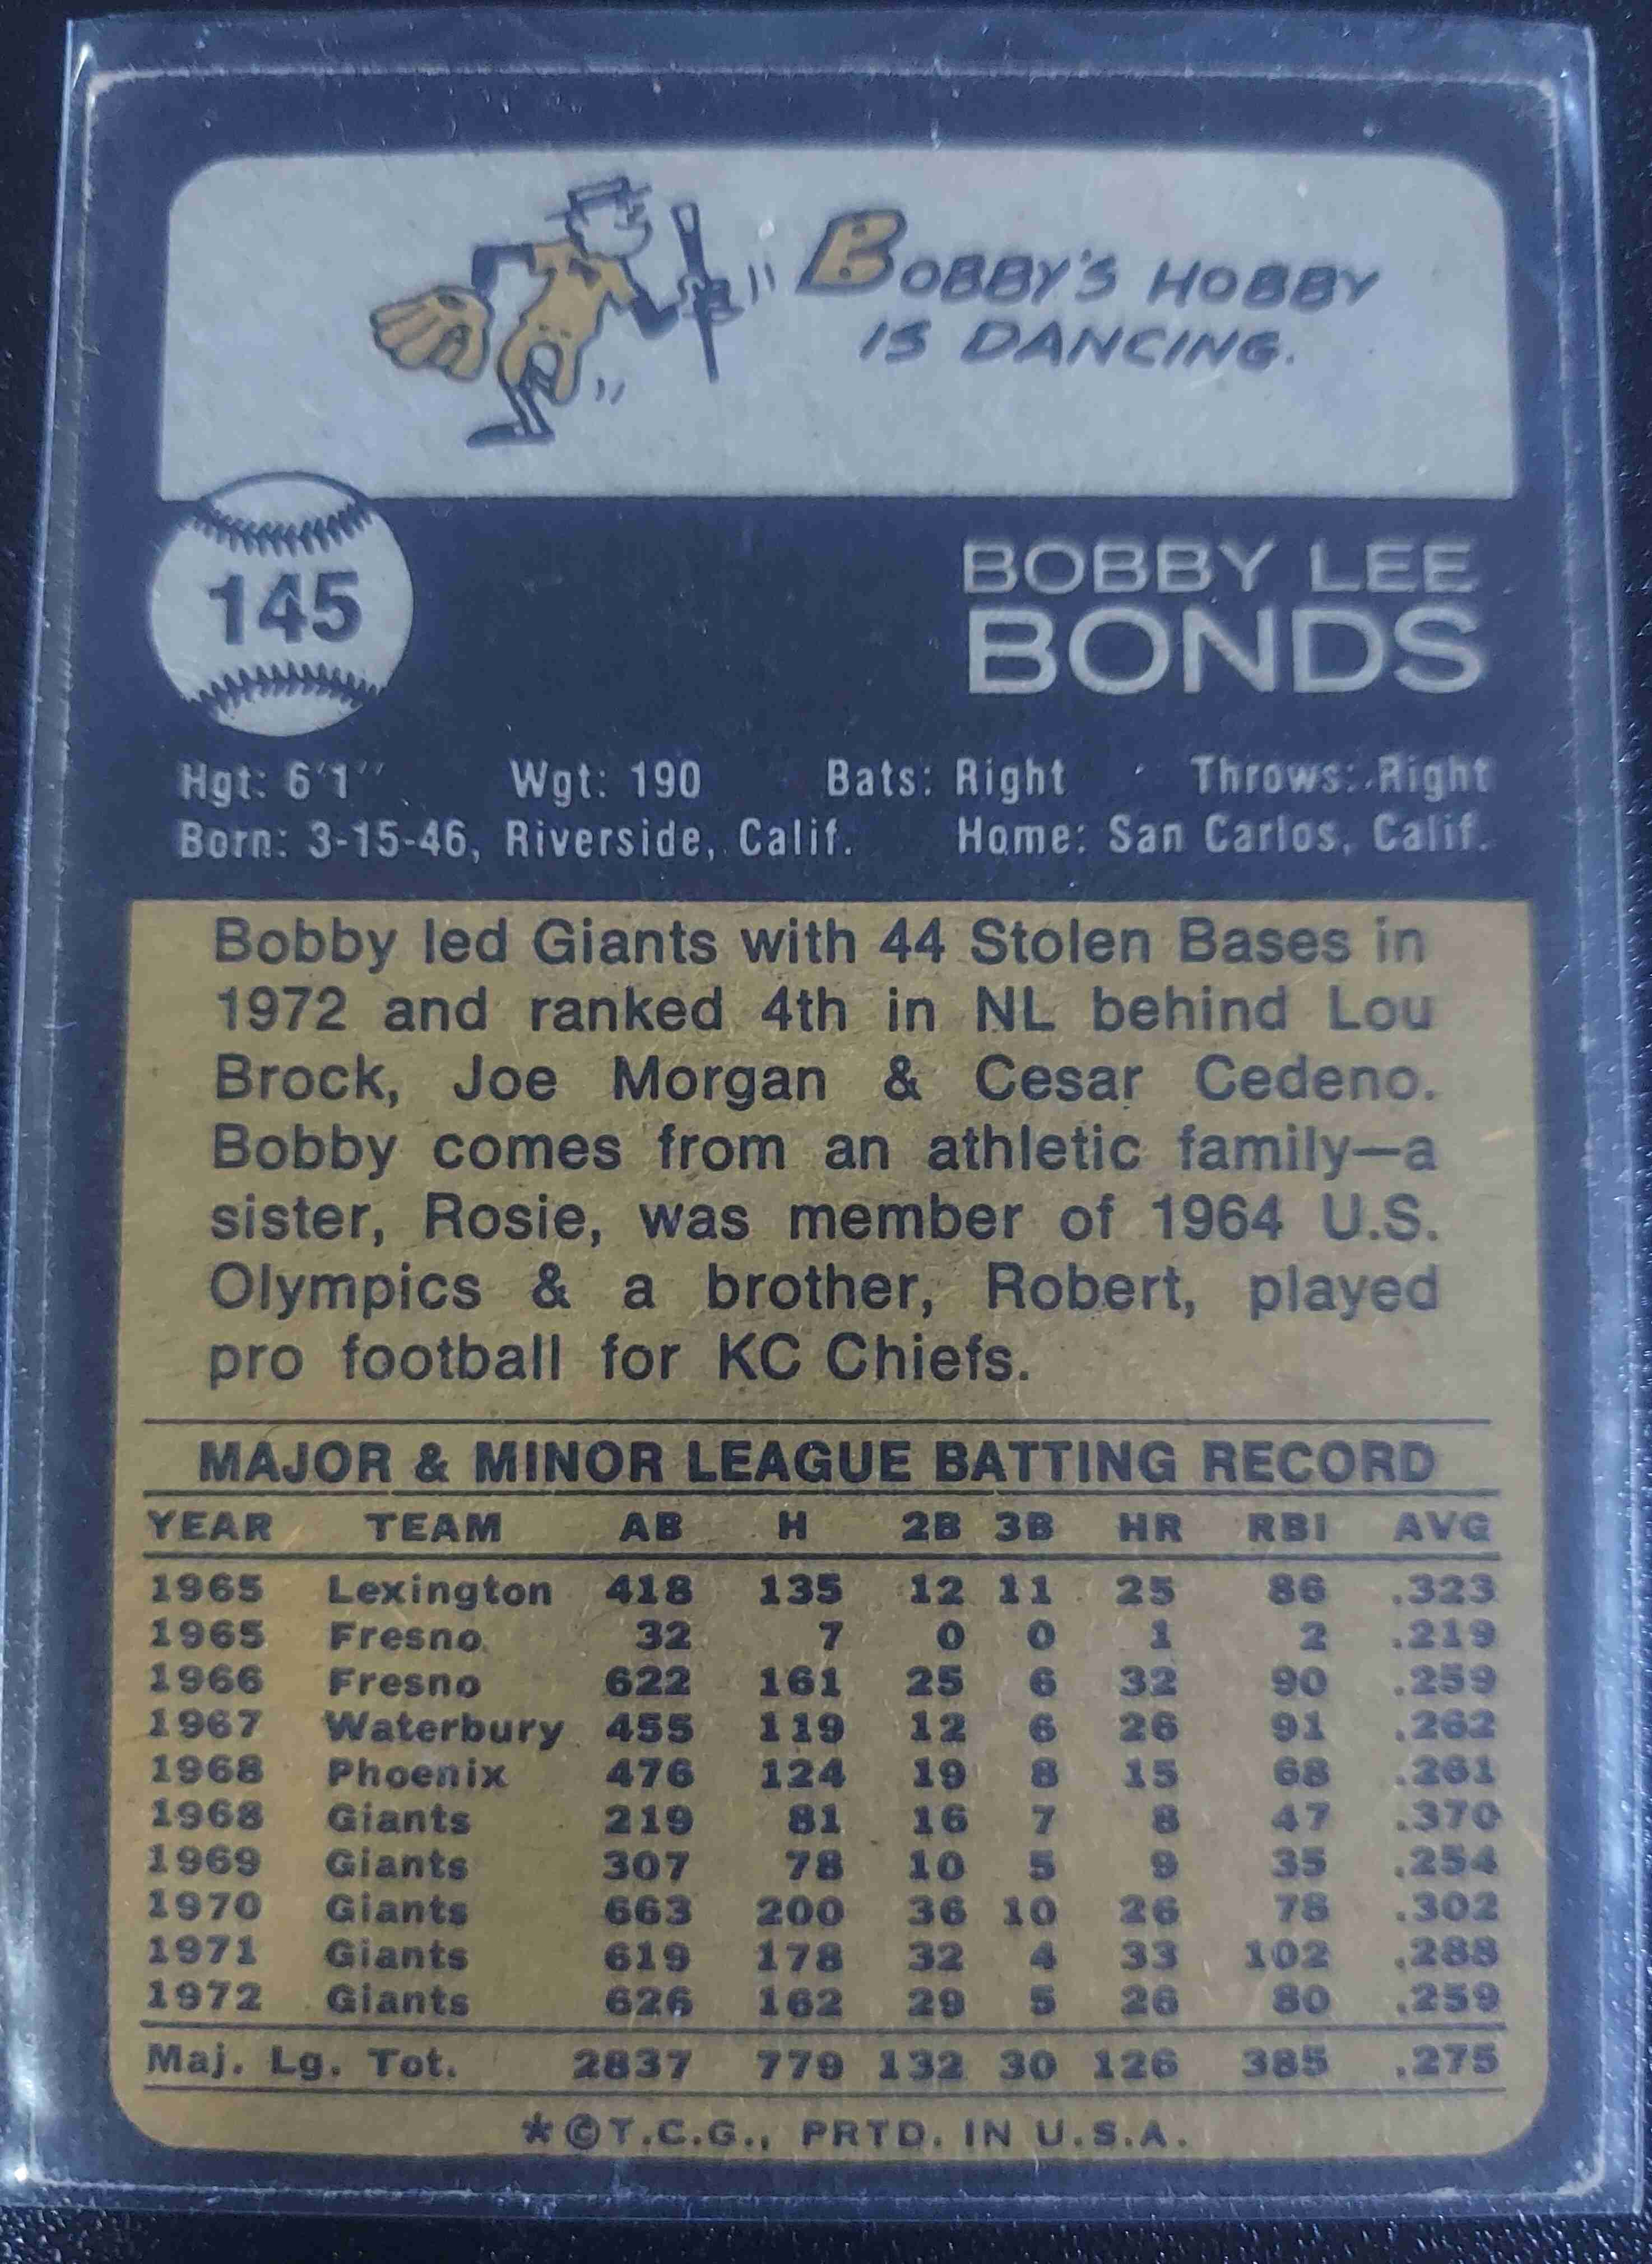 BOBBY'S HOBBY
IS DANCING.
145
BOBBY LEE
BONDS
Hgt: 6'1" Wgt: 190 Bats: Right Throws: Right
Born: 3-15-46, Riverside, Calif. Home: San Carlos, Calif.
Bobby led Giants with 44 Stolen Bases in
1972 and ranked 4th in NL behind Lou
Brock, Joe Morgan & Cesar Cedeno.
Bobby comes from an athletic family—a
sister, Rosie, was member of 1964 U.S.
Olympics & a brother, Robert, played
pro football for KC Chiefs.
MAJOR & MINOR LEAGUE BATTING RECORD
YEAR TEAM AB H 2B 3B HR RBI AVG
1965 Lexington 418 135 12 11 25 86 .323
1965 Fresno 32 7 0 0 1 2 .219
1966 Fresno 622 161 25 6 32 90 .259
1967 Waterbury 455 119 12 6 26 91 .262
1968 Phoenix 476 124 19 8 15 68 .261
1968 Giants 219 81 16 7 8 47 .370
1969 Giants 307 78 10 5 9 35 .254
1970 Giants 663 200 36 10 26 78 .302
1971 Giants 619 178 32 4 33 102 .288
1972 Giants 626 162 29 5 26 80 .259
Maj. Lg. Tot. 2837 779 132 30 126 385 .275
*©T.C.G., PRTD. IN U.S.A.